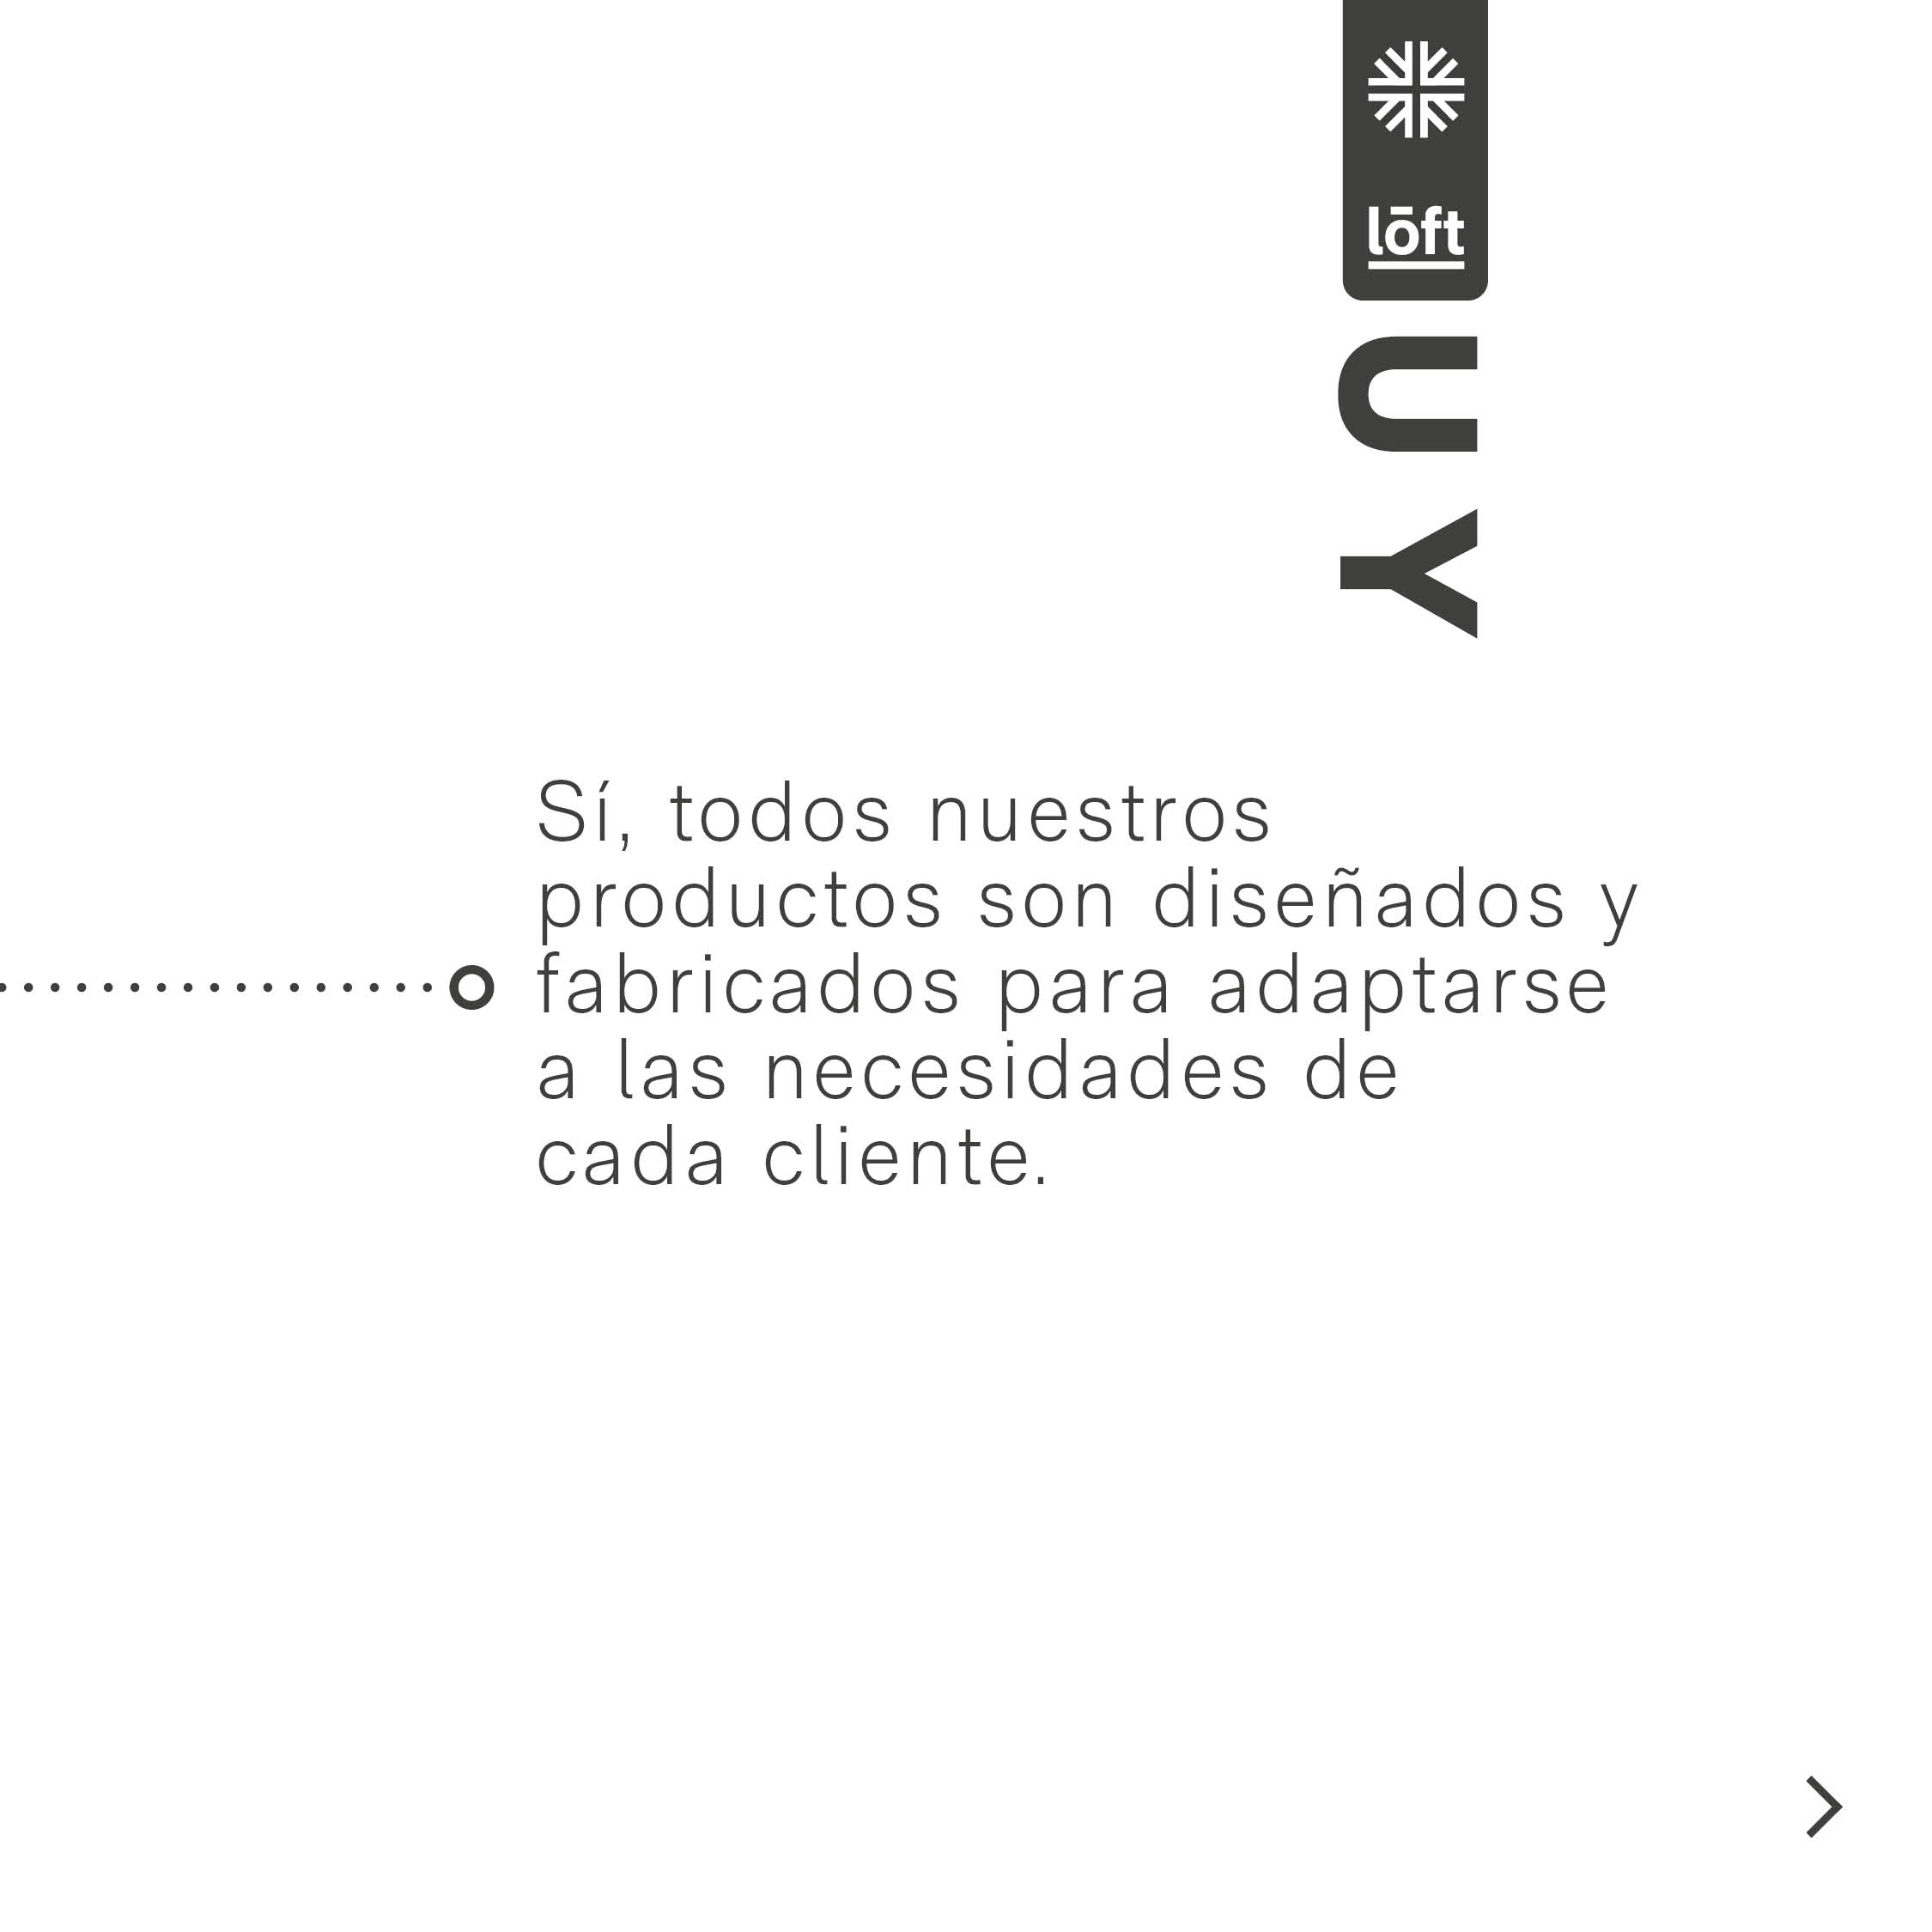 lōft
UY
Sí, todos nuestros
productos son diseñados y
fabricados para adaptarse
a las necesidades de
cada cliente.